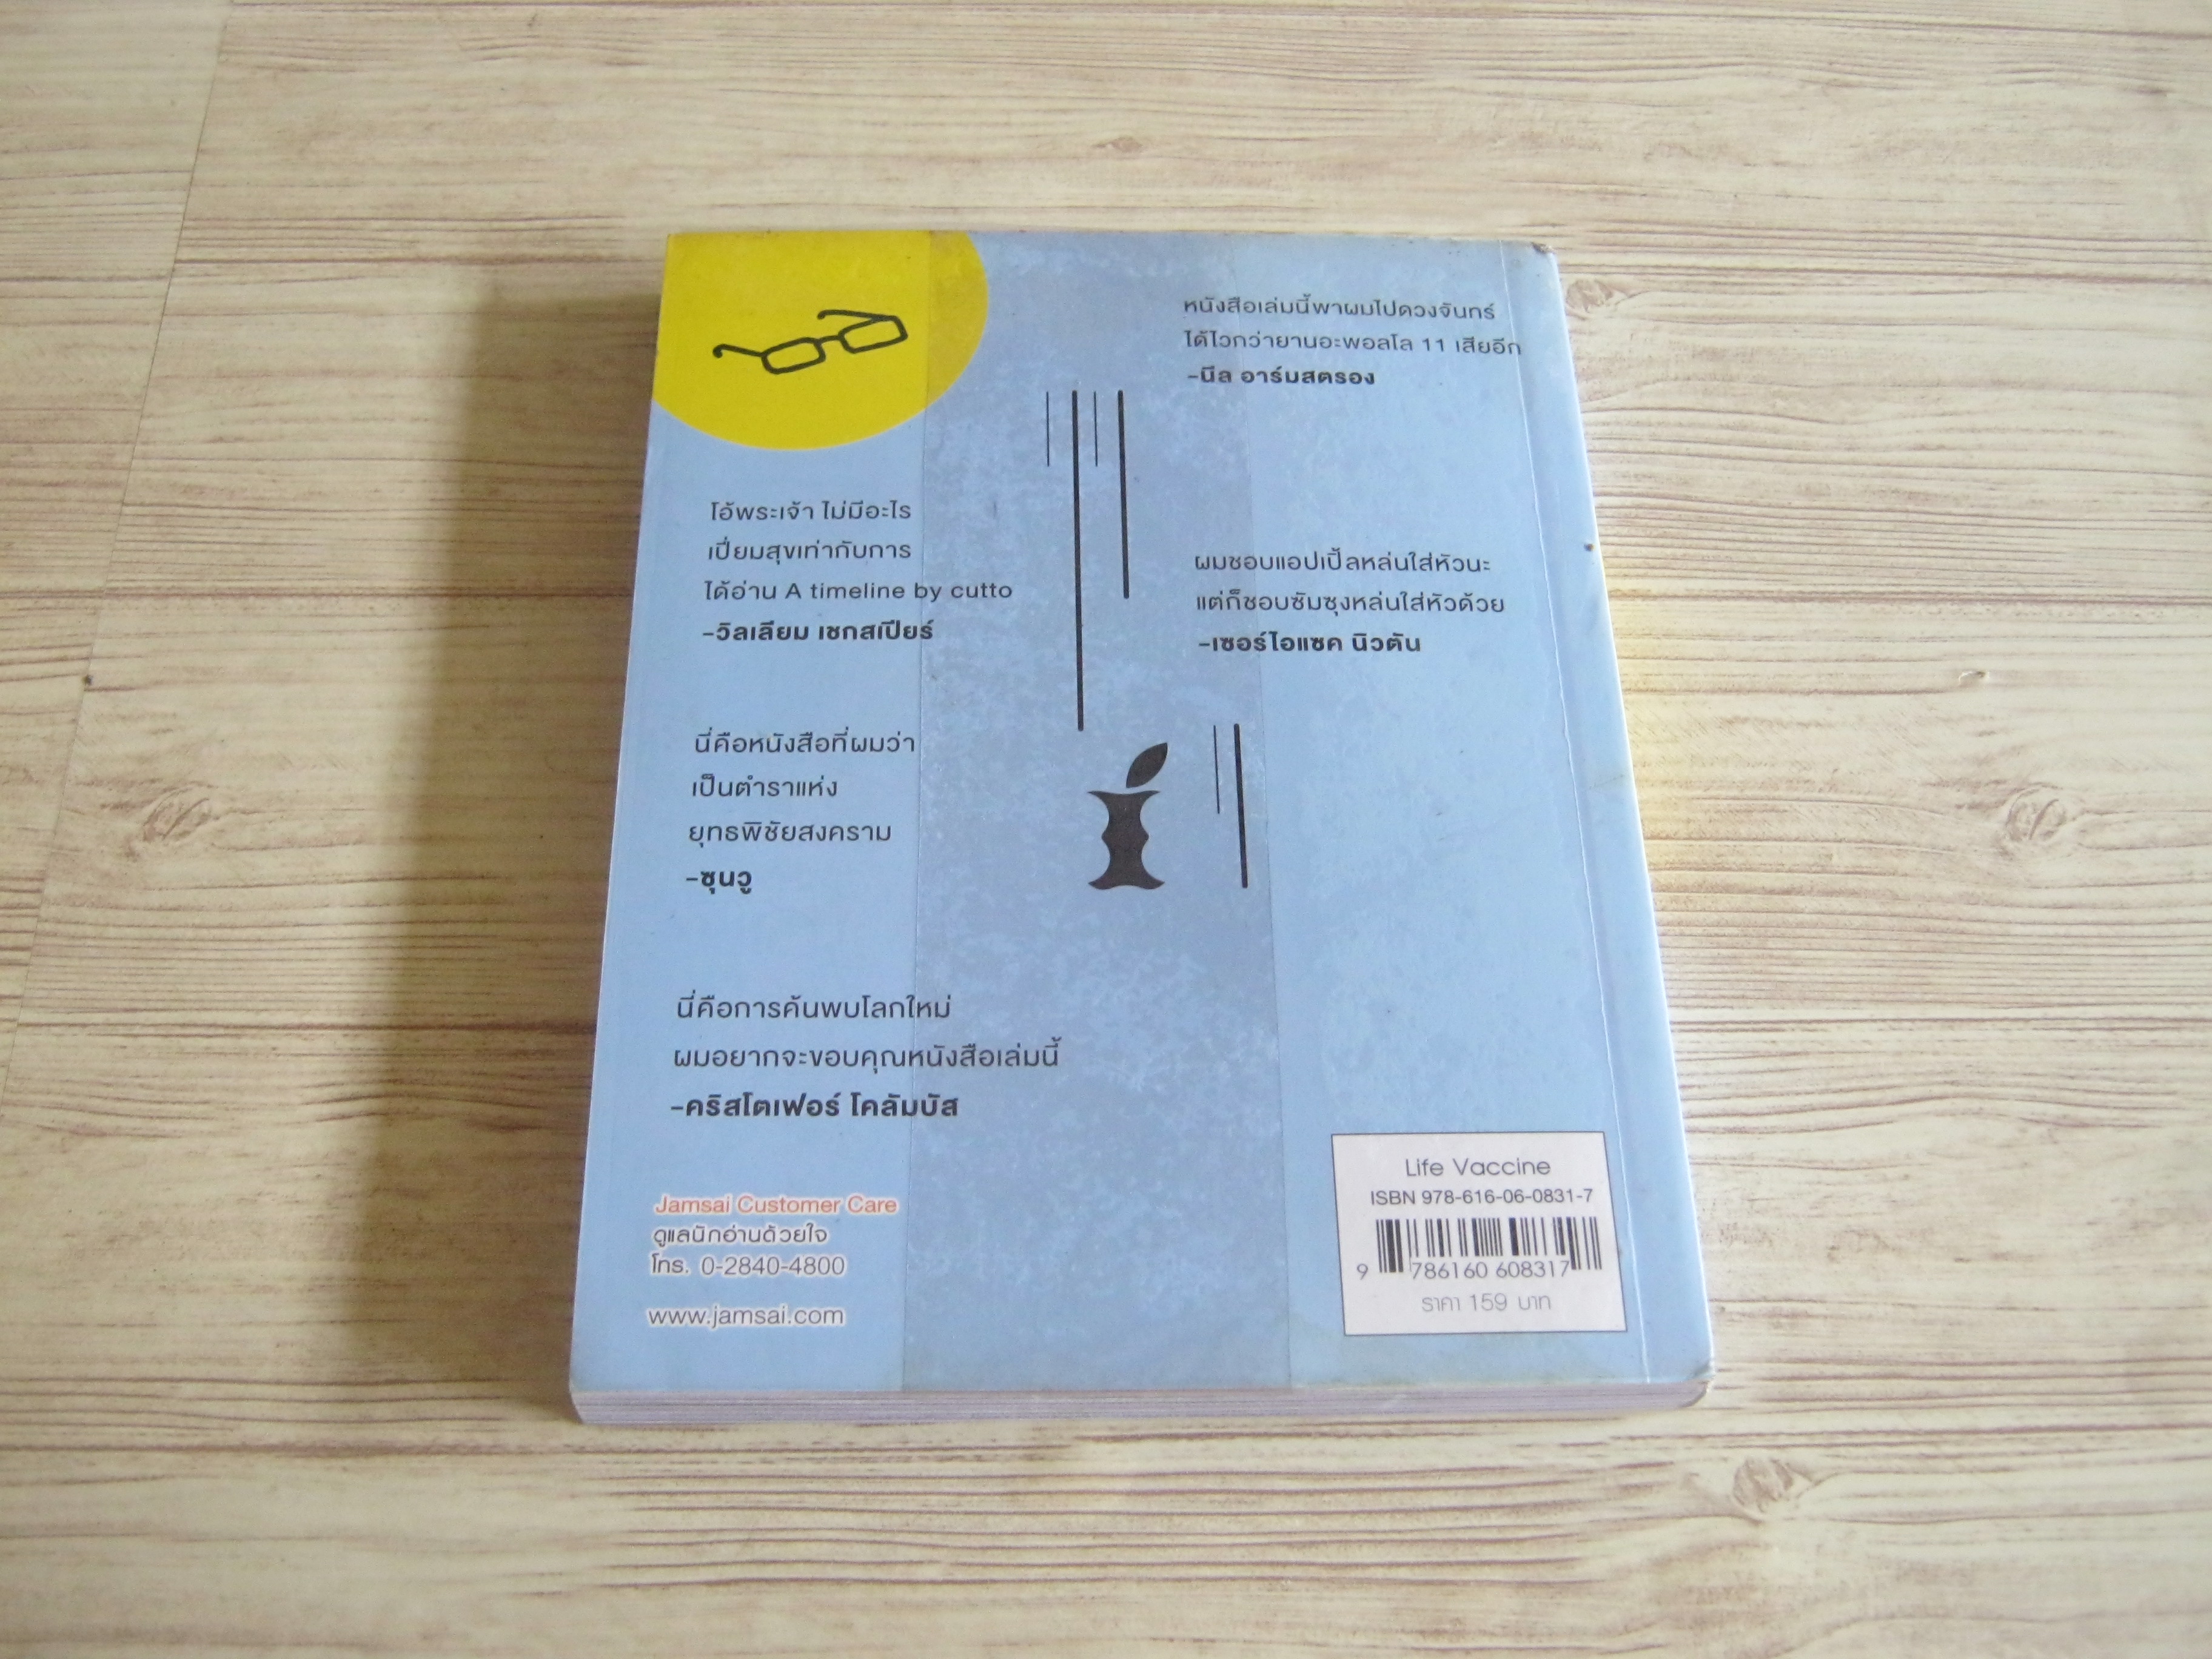 หนังสือเล่มนี้พาผมไปดวงจันทร์
ได้ไวกว่ายานอะพอลโล 11 เสียอีก
-นีล อาร์มสตรอง
โอ้พระเจ้า ไม่มีอะไร
เปี่ยมสุขเท่ากับการ
ได้อ่าน A timeline by cutto
-วิลเลียม เชกสเปียร์
ผมชอบแอปเปิ้ลหล่นใส่หัวนะ
แต่ก็ชอบซัมซุงหล่นใส่หัวด้วย
-เซอร์ไอแซค นิวตัน
นี่คือหนังสือที่ผมว่า
เป็นตำราแห่ง
ยุทธพิชัยสงคราม
-ซุนวู
นี่คือการค้นพบโลกใหม่
ผมอยากจะขอบคุณหนังสือเล่มนี้
-คริสโตเฟอร์ โคลัมบัส
Jamsai Customer Care
ดูแลนักอ่านด้วยใจ
โทร. 0-2840-4800
www.jamsai.com
Life Vaccine
ISBN 978-616-06-0831-7
9 786160 608317
ราคา 159 บาท